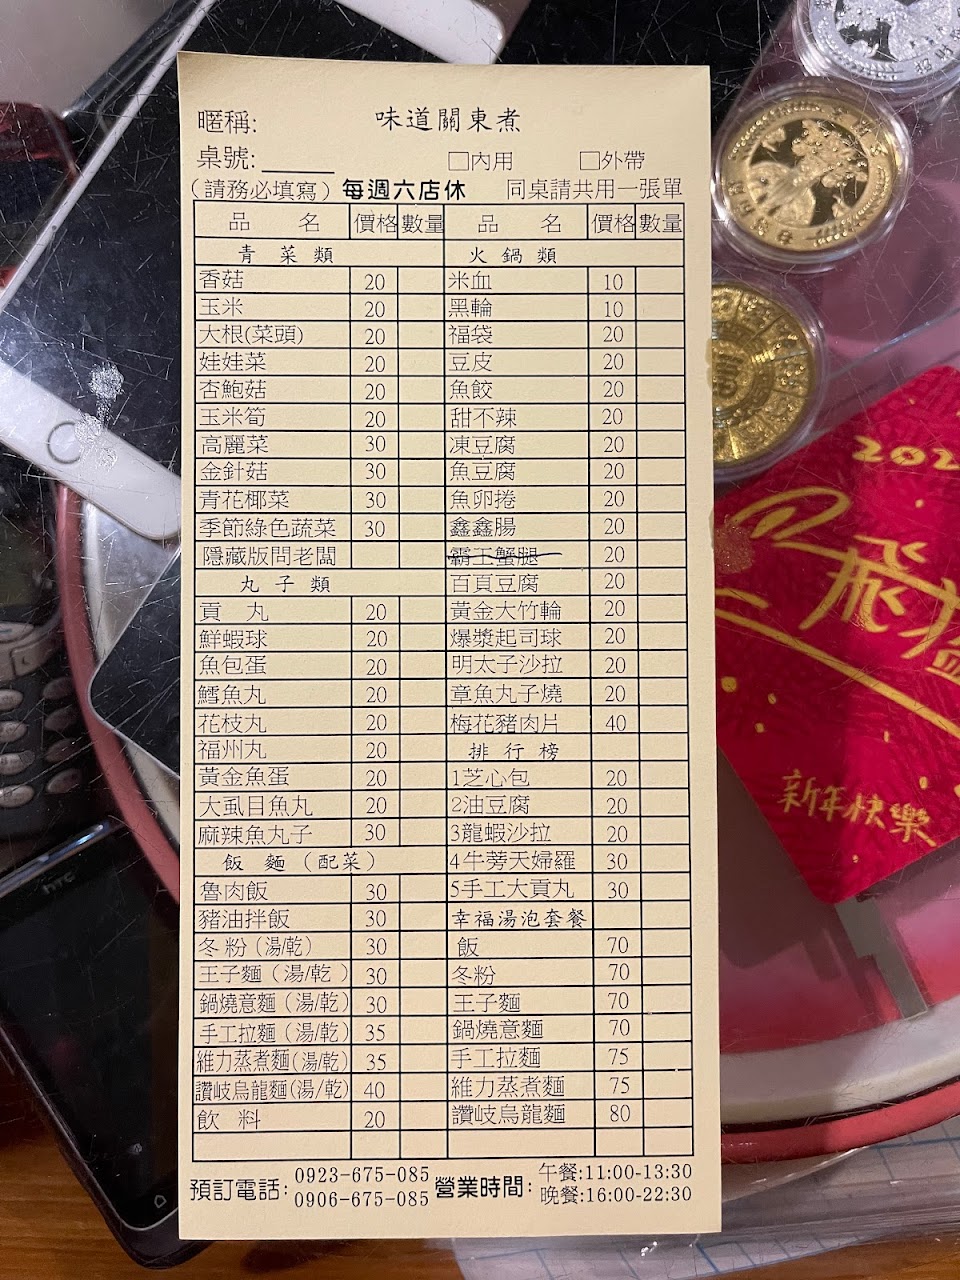 暱稱: 味道關東煮
桌號: □內用 □外帶
(請務必填寫) 每週六店休 同桌請共用一張單
品 名 價格 數量 品 名 價格 數量
青菜類 火鍋類
香菇 20 米血 10
玉米 20 黑輪 10
大根(菜頭) 20 福袋 20
娃娃菜 20 豆皮 20
杏鮑菇 20 魚餃 20
玉米筍 20 甜不辣 20
高麗菜 30 凍豆腐 20
金針菇 30 魚豆腐 20
青花椰菜 30 魚卵捲 20
季節綠色蔬菜 30 鑫鑫腸 20
隱藏版問老闆 霸王蟹腿 20
丸子類 百頁豆腐 20
貢丸 20 黃金大竹輪 20
鮮蝦球 20 爆漿起司球 20
魚包蛋 20 明太子沙拉 20
鱈魚丸 20 章魚丸子燒 20
花枝丸 20 梅花豬肉片 40
福州丸 20 排行榜
黃金魚蛋 20 1芝心包 20
大虱目魚丸 20 2油豆腐 20
麻辣魚丸子 30 3龍蝦沙拉 20
飯麵(配菜) 4牛蒡天婦羅 30
魯肉飯 30 5手工大貢丸 30
豬油拌飯 30 幸福湯泡套餐
冬粉(湯/乾) 30 飯 70
王子麵(湯/乾) 30 冬粉 70
鍋燒意麵(湯/乾) 30 王子麵 70
手工拉麵(湯/乾) 35 鍋燒意麵 70
維力蒸煮麵(湯/乾) 35 手工拉麵 75
讚岐烏龍麵(湯/乾) 40 維力蒸煮麵 75
飲料 20 讚岐烏龍麵 80
預訂電話: 0923-675-085 營業時間: 午餐:11:00-13:30
0906-675-085 晚餐:16:00-22:30
新年快樂
htc